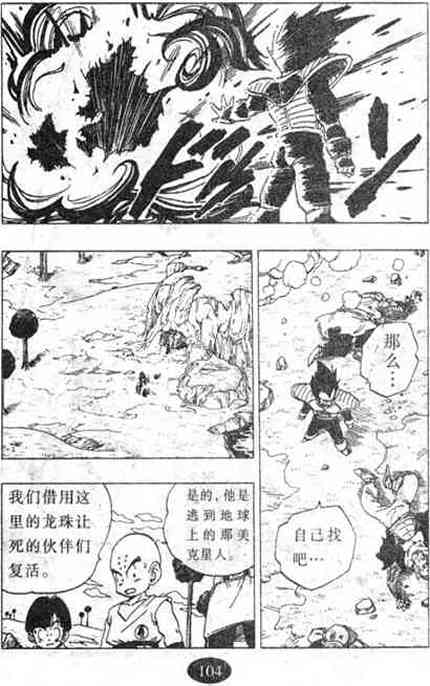 那么…
自己找
吧…
是的，他是
逃到地球
上的那美
克星人。
我们借用这
里的龙珠让
死的伙伴们
复活。
104